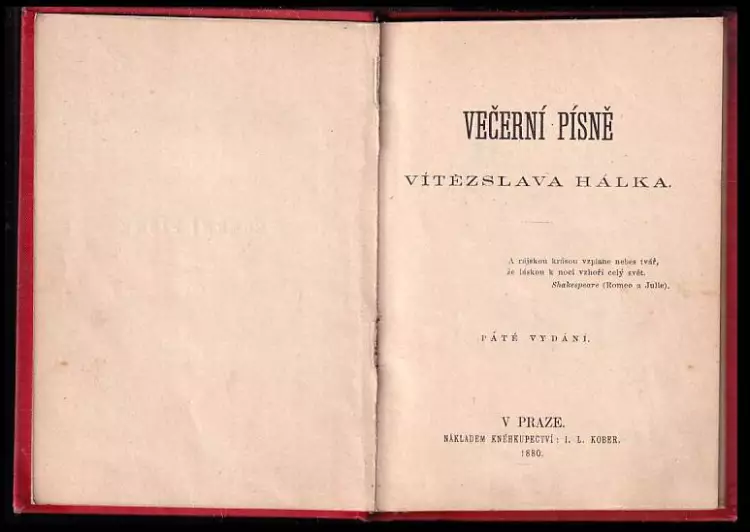 VEČERNÍ PÍSNĚ
VÍTĚZSLAVA HÁLKA.
A rájskou krásou vzplane nebes tvář,
že láskou k noci vzhoří celý svět.
Shakespeare (Romeo a Julie).
PÁTÉ VYDÁNÍ.
V PRAZE.
NÁKLADEM KNĚHKUPECTVÍ: I. L. KOBER.
1880.